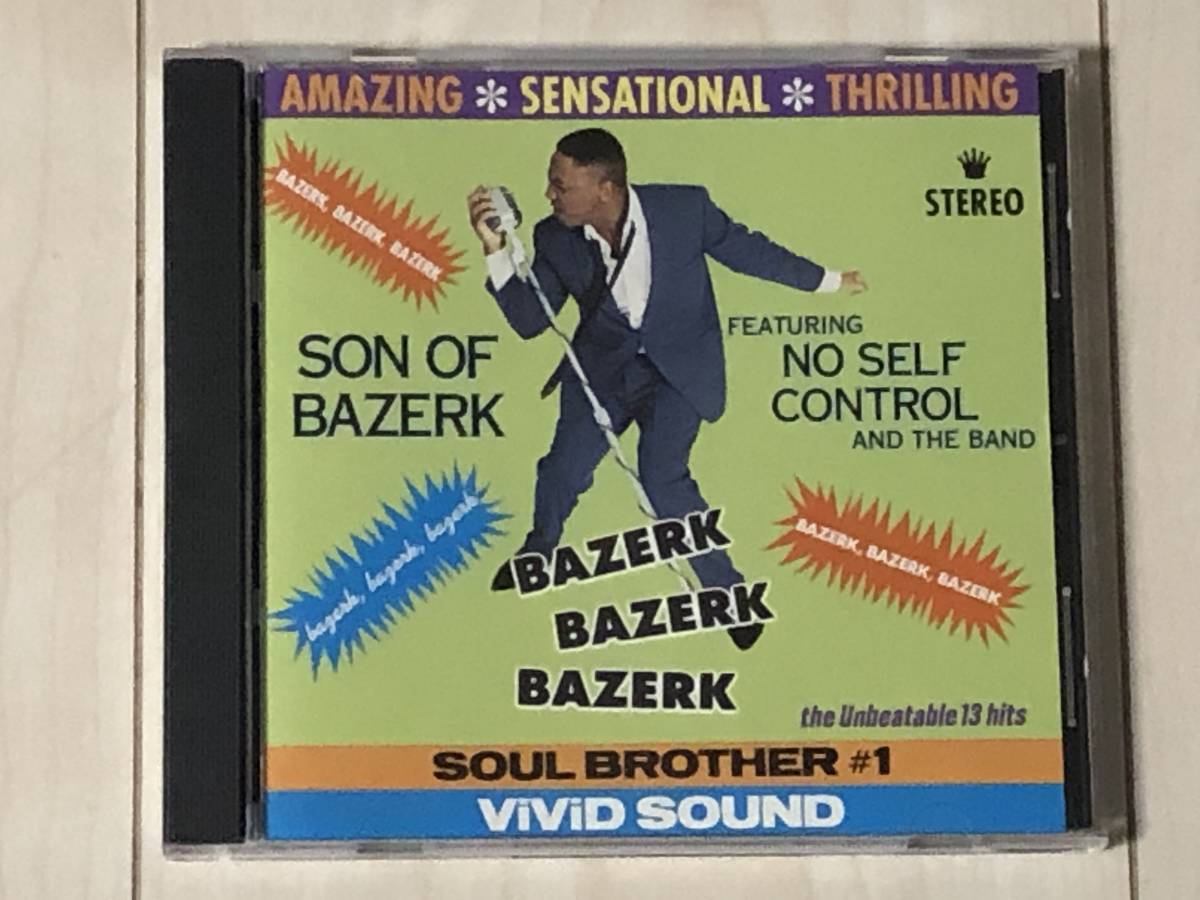 AMAZING * SENSATIONAL * THRILLING
BAZERK, BAZERK, BAZERK
STEREO
SON OF
BAZERK
FEATURING
NO SELF
CONTROL
AND THE BAND
bazerk, bazerk, bazerk
BAZERK, BAZERK, BAZERK
BAZERK
BAZERK
BAZERK
the Unbeatable 13 hits
SOUL BROTHER #1
ViViD SOUND